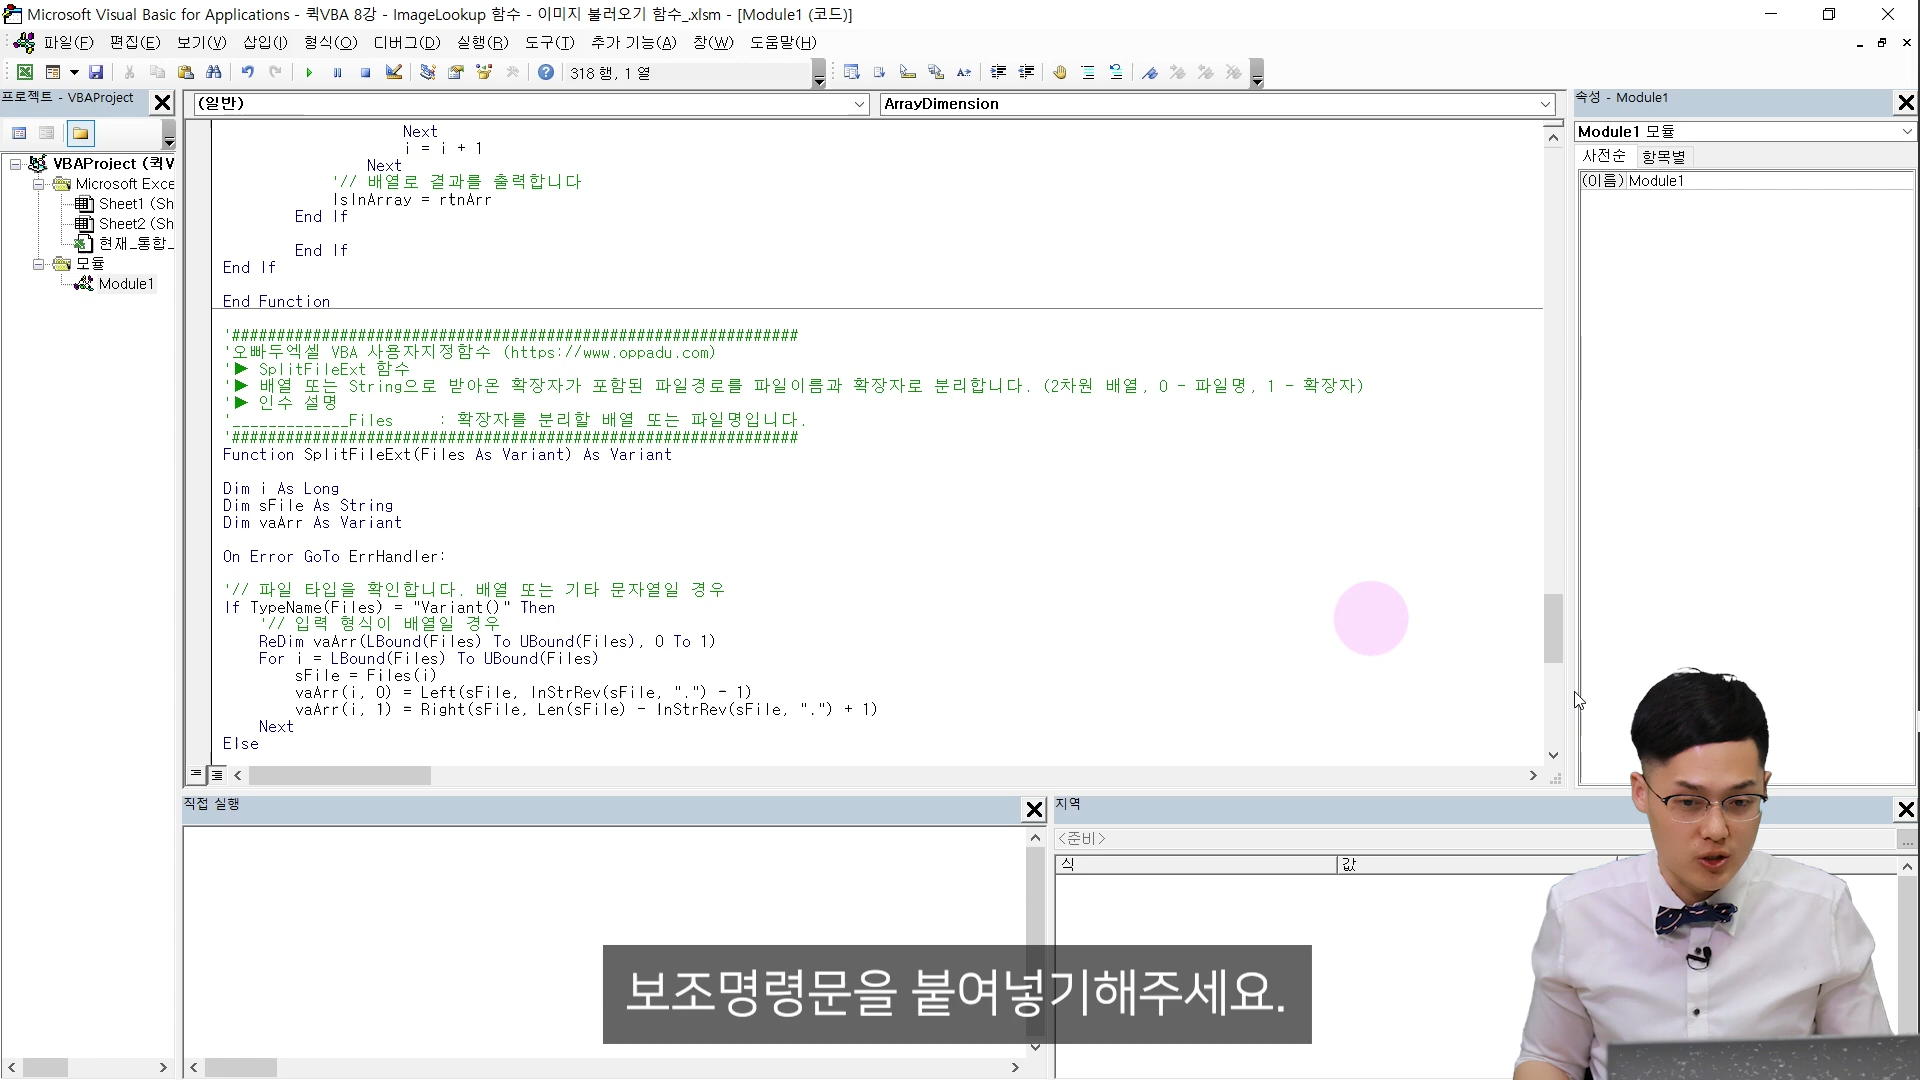 Microsoft Visual Basic for Applications - 퀵VBA 8강 - ImageLookup 함수 - 이미지 불러오기 함수_.xlsm - [Module1 (코드)]
파일(F) 편집(E) 보기(V) 삽입(I) 형식(O) 디버그(D) 실행(R) 도구(T) 추가 기능(A) 창(W) 도움말(H)
318 행, 1 열
프로젝트 - VBAProject
(일반)
ArrayDimension
속성 - Module1
Module1 모듈
사전순 항목별
(이름) Module1
VBAProject (퀵V
Microsoft Exce
Sheet1 (Sh
Sheet2 (Sh
현재_통합_
모듈
Module1
Next
i = i + 1
Next
'// 배열로 결과를 출력합니다
IsInArray = rtnArr
End If
End If
End If
End Function
'###############################################################
'오빠두엑셀 VBA 사용자지정함수 (https://www.oppadu.com)
'▶ SplitFileExt 함수
'▶ 배열 또는 String으로 받아온 확장자가 포함된 파일경로를 파일이름과 확장자로 분리합니다. (2차원 배열, 0 - 파일명, 1 - 확장자)
'▶ 인수 설명
'_____________Files : 확장자를 분리할 배열 또는 파일명입니다.
'###############################################################
Function SplitFileExt(Files As Variant) As Variant
Dim i As Long
Dim sFile As String
Dim vaArr As Variant
On Error GoTo ErrHandler:
'// 파일 타입을 확인합니다. 배열 또는 기타 문자열일 경우
If TypeName(Files) = "Variant()" Then
'// 입력 형식이 배열일 경우
ReDim vaArr(LBound(Files) To UBound(Files), 0 To 1)
For i = LBound(Files) To UBound(Files)
sFile = Files(i)
vaArr(i, 0) = Left(sFile, InStrRev(sFile, ".") - 1)
vaArr(i, 1) = Right(sFile, Len(sFile) - InStrRev(sFile, ".") + 1)
Next
Else
직접 실행
지역
<준비>
식 값
보조명령문을 붙여넣기해주세요.